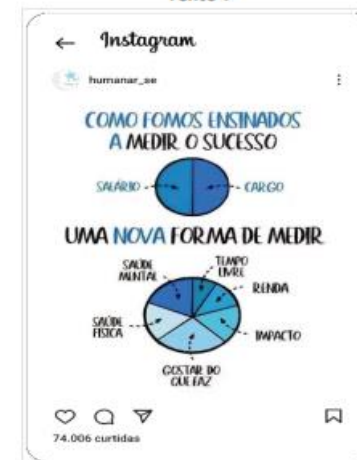 Instagram
humanar_se
COMO FOMOS ENSINADOS
A MEDIR O SUCESSO
SALÁRIO
CARGO
UMA NOVA FORMA DE MEDIR
SAÚDE
MENTAL
TEMPO
LIVRE
RENDA
SAÚDE
FÍSICA
IMPACTO
GOSTAR DO
QUE FAZ
74.006 curtidas